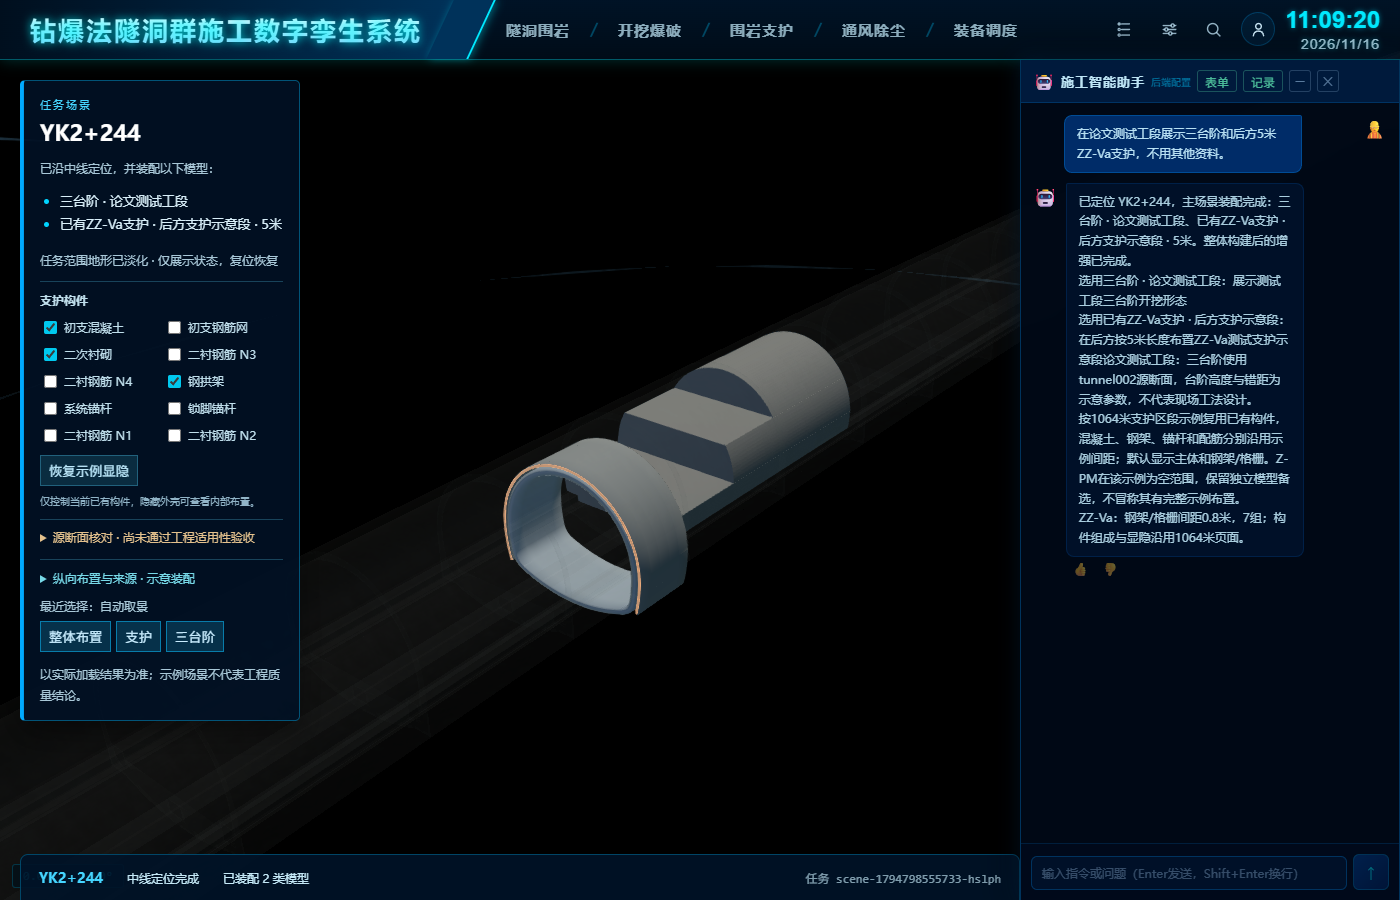 钻爆法隧洞群施工数字孪生系统
隧洞围岩 / 开挖爆破 / 围岩支护 / 通风除尘 / 装备调度
11:09:20
2026/11/16
任务场景
YK2+244
已沿中线定位，并装配以下模型：
三台阶 · 论文测试工段
已有ZZ-Va支护 · 后方支护示意段 · 5米
任务范围地形已淡化 · 仅展示状态，复位恢复
支护构件
初支混凝土 初支钢筋网
二次衬砌 二衬钢筋 N3
二衬钢筋 N4 钢拱架
系统锚杆 锁脚锚杆
二衬钢筋 N1 二衬钢筋 N2
恢复示例显隐
仅控制当前已有构件，隐藏外壳可查看内部布置。
源断面核对 · 尚未通过工程适用性验收
纵向布置与来源 · 示意装配
最近选择：自动取景
整体布置 支护 三台阶
以实际加载结果为准；示例场景不代表工程质
量结论。
YK2+244 中线定位完成 已装配 2 类模型 任务 scene-1794798555733-hslph
施工智能助手 后端配置 表单 记录
在论文测试工段展示三台阶和后方5米
ZZ-Va支护，不用其他资料。
已定位 YK2+244，主场景装配完成：三
台阶 · 论文测试工段、已有ZZ-Va支护 ·
后方支护示意段 · 5米。整体构建后的增
强已完成。
选用三台阶 · 论文测试工段：展示测试
工段三台阶开挖形态
选用已有ZZ-Va支护 · 后方支护示意段：
在后方按5米长度布置ZZ-Va测试支护示
意段论文测试工段：三台阶使用
tunnel002源断面，台阶高度与错距为
示意参数，不代表现场工法设计。
按1064米支护区段示例复用已有构件，
混凝土、钢架、锚杆和配筋分别沿用示
例间距；默认显示主体和钢架/格栅。Z-
PM在该示例为空范围，保留独立模型备
选，不冒称其有完整示例布置。
ZZ-Va：钢架/格栅间距0.8米，7组；构
件组成与显隐沿用1064米页面。
输入指令或问题（Enter发送，Shift+Enter换行）